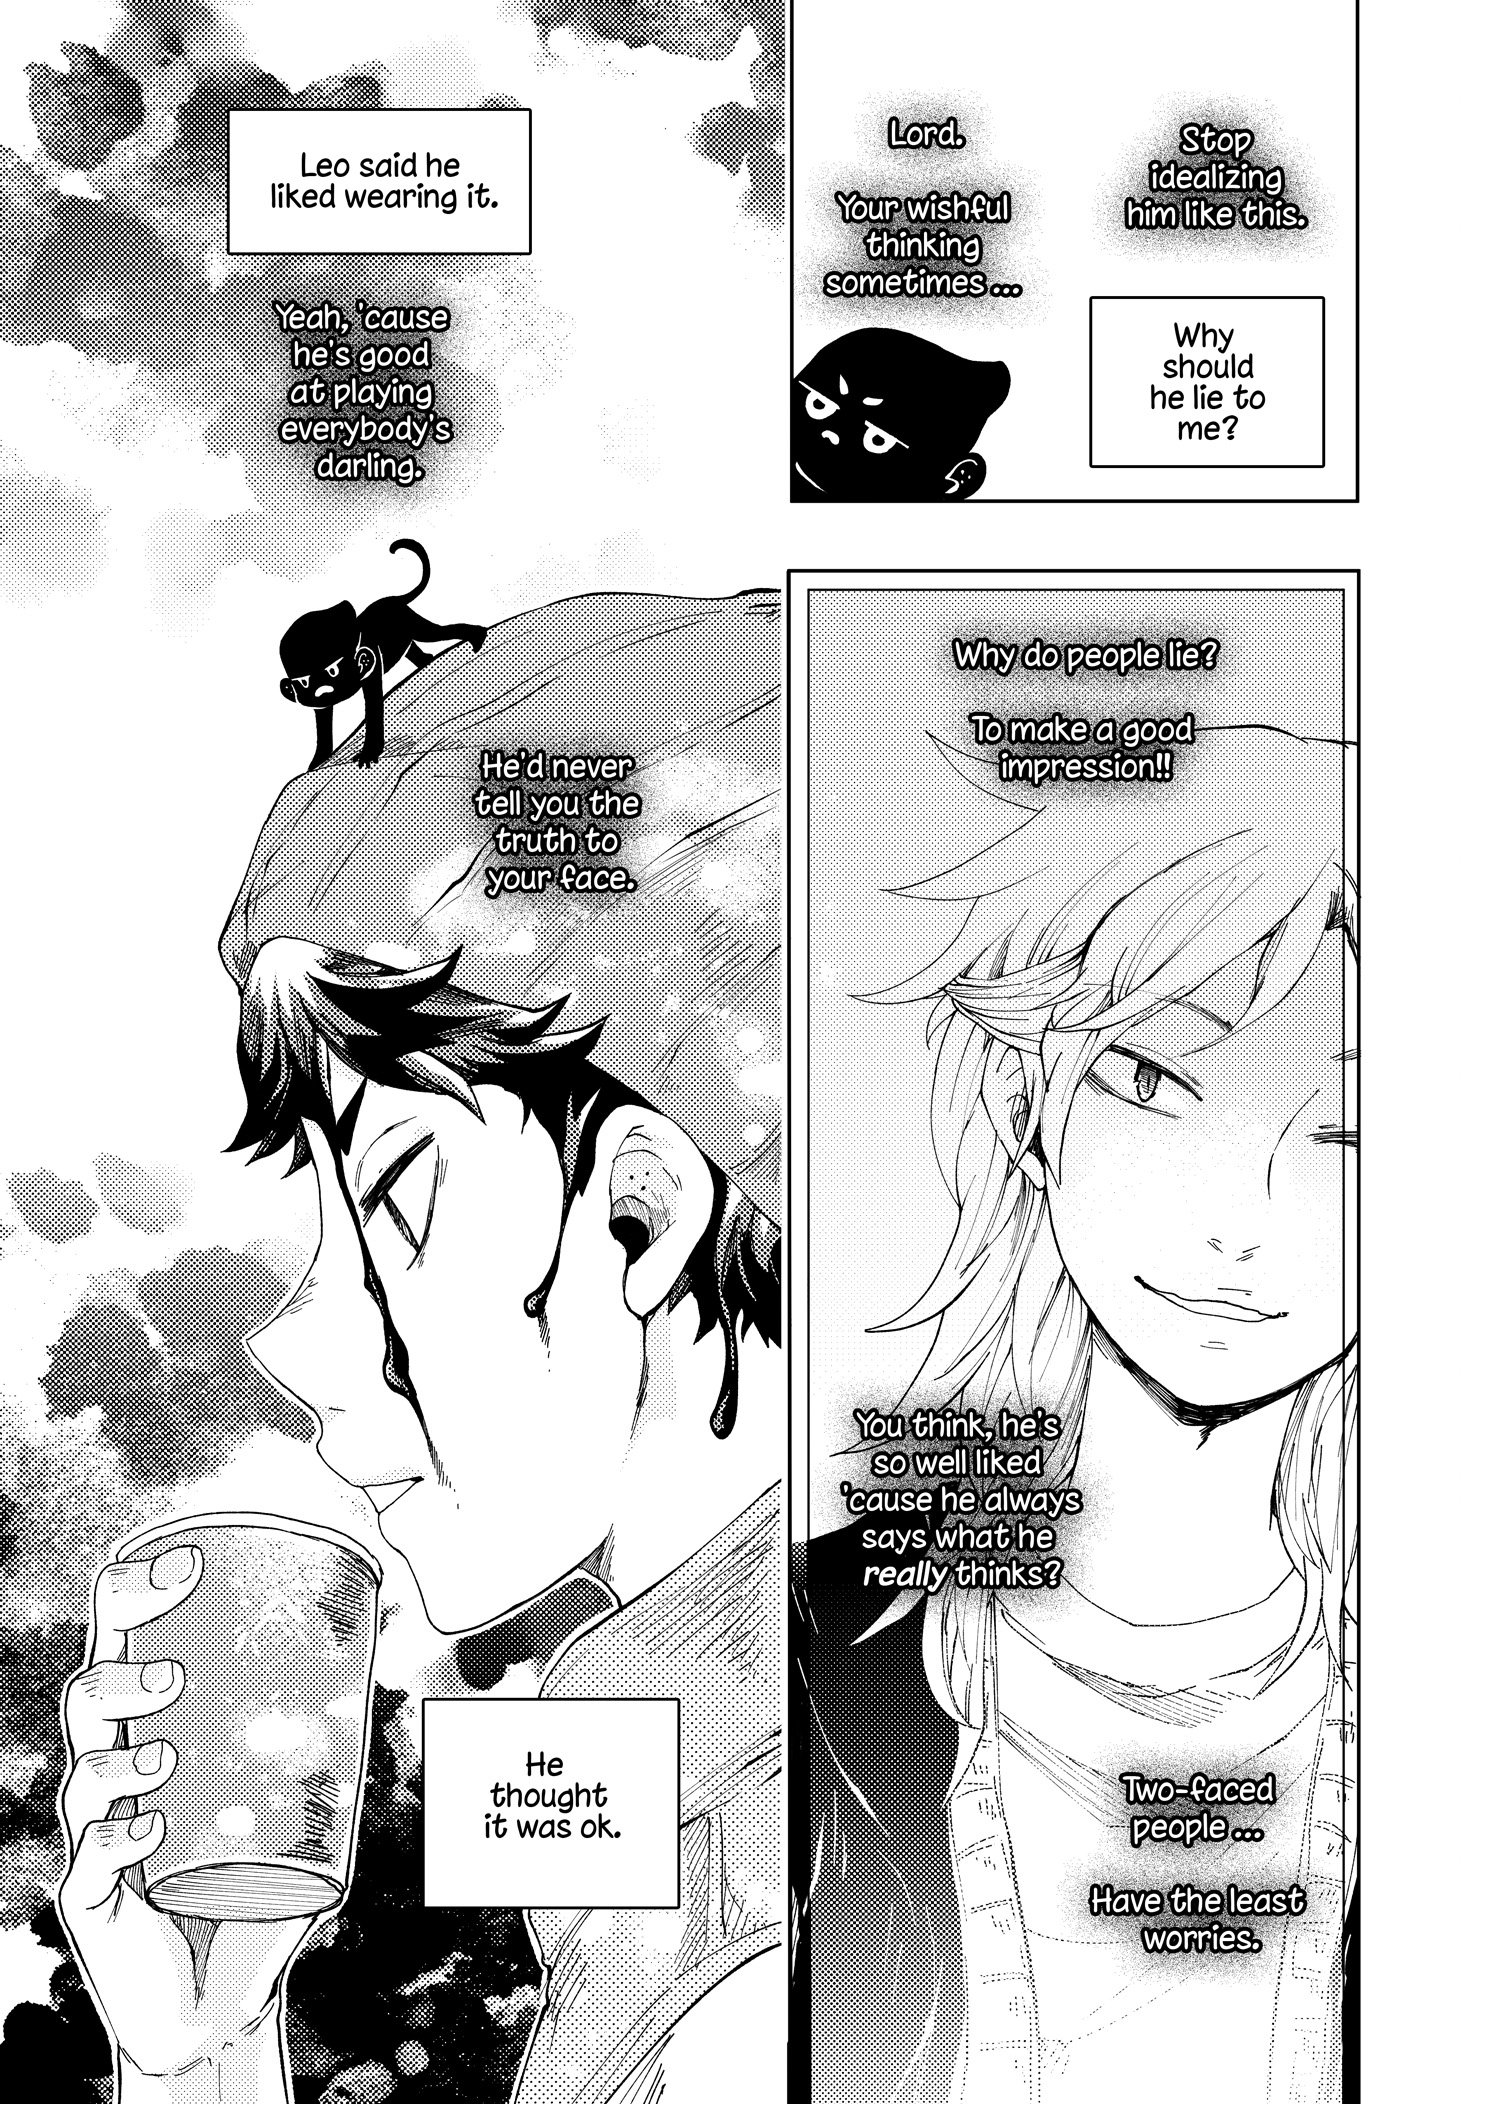 Stop
idealizing
him like this.
Why
should
he lie to
me?
Lord.
Your wishful
thinking
sometimes ...
Why do people lie?
To make a good
impression!!
You think, he's
so well liked
'cause he always
says what he
really thinks?
Two-faced
people ...
Have the least
worries.
Leo said he
liked wearing it.
Yeah, 'cause
he's good
at playing
everybody's
darling.
He'd never
tell you the
truth to
your face.
He
thought
it was ok.